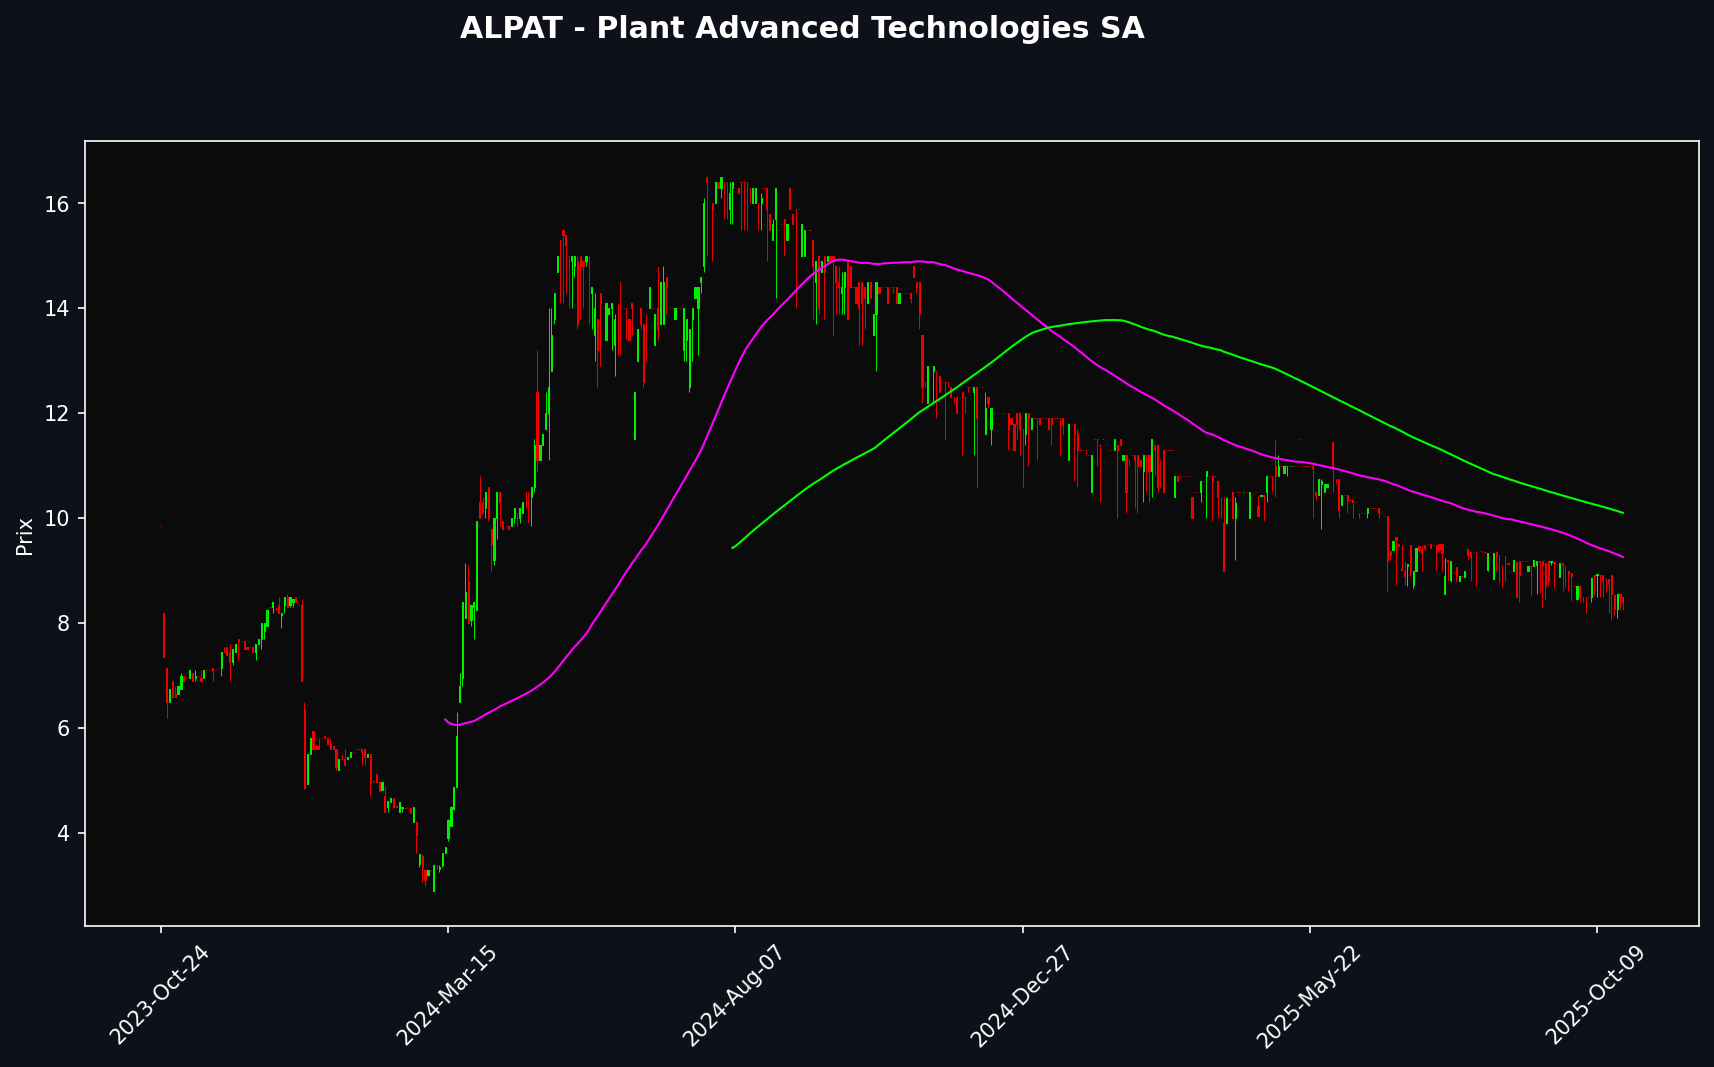 ALPAT - Plant Advanced Technologies SA
Prix
16
14
12
10
8
6
4
2023-Oct-24
2024-Mar-15
2024-Aug-07
2024-Dec-27
2025-May-22
2025-Oct-09